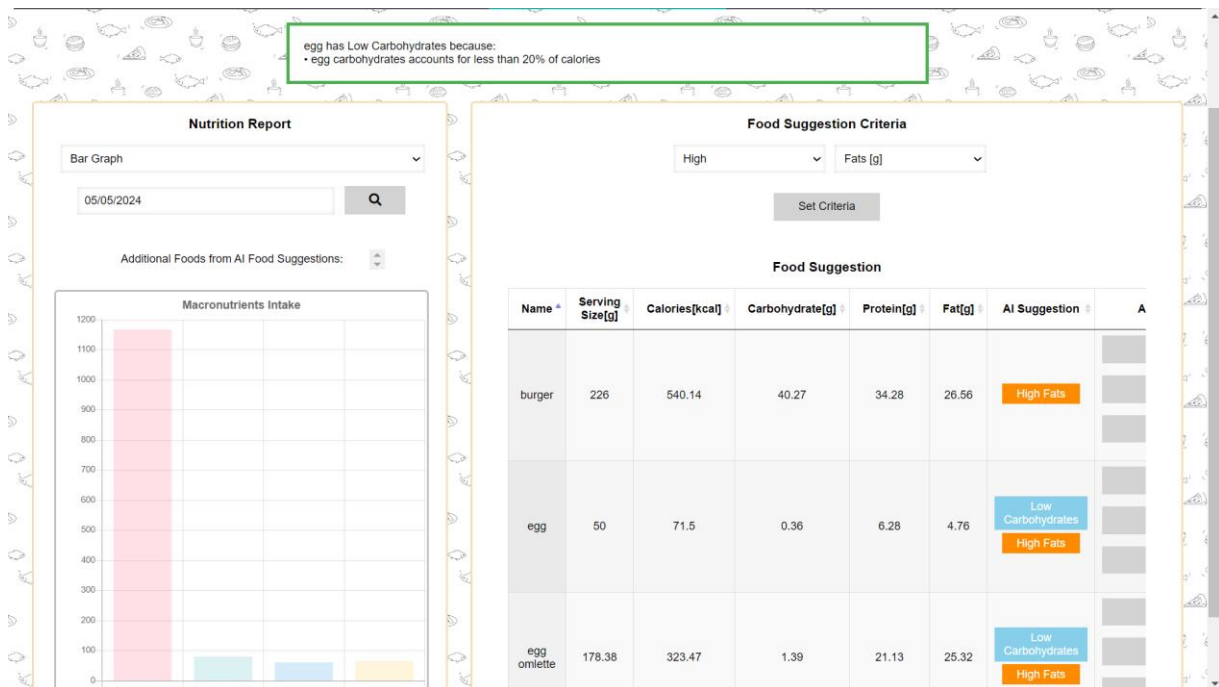 egg has Low Carbohydrates because:
• egg carbohydrates accounts for less than 20% of calories
Nutrition Report
Bar Graph
05/05/2024
Additional Foods from AI Food Suggestions:
Macronutrients Intake
1200
1100
1000
900
800
700
600
500
400
300
200
100
0
Food Suggestion Criteria
High
Fats [g]
Set Criteria
Food Suggestion
Name Serving Size[g] Calories[kcal] Carbohydrate[g] Protein[g] Fat[g] AI Suggestion A
burger 226 540.14 40.27 34.28 26.56 High Fats
egg 50 71.5 0.36 6.28 4.76 Low Carbohydrates
High Fats
egg omlette 178.38 323.47 1.39 21.13 25.32 Low Carbohydrates
High Fats